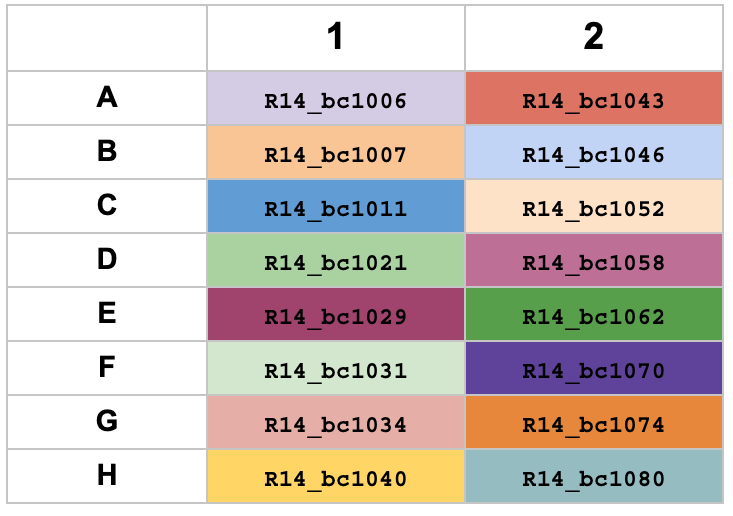 1 2
A R14_bc1006 R14_bc1043
B R14_bc1007 R14_bc1046
C R14_bc1011 R14_bc1052
D R14_bc1021 R14_bc1058
E R14_bc1029 R14_bc1062
F R14_bc1031 R14_bc1070
G R14_bc1034 R14_bc1074
H R14_bc1040 R14_bc1080